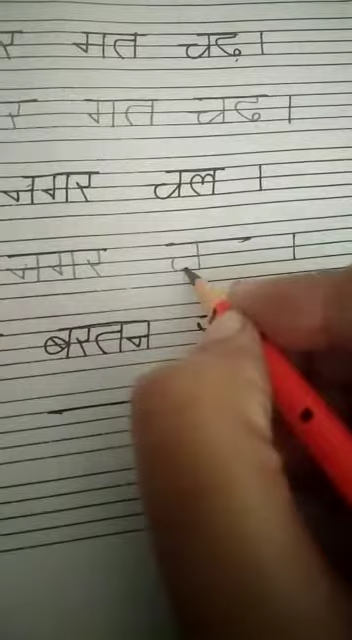 र मत चढ़।
र मत चढ।
नगर चल।
नगर च
बरतन